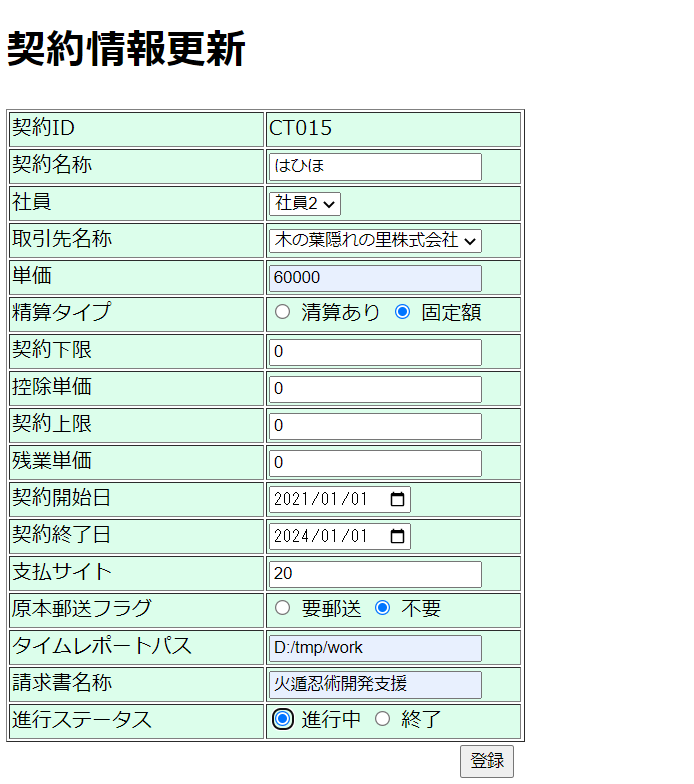 契約情報更新
契約ID CT015
契約名称 はひほ
社員 社員2
取引先名称 木の葉隠れの里株式会社
単価 60000
精算タイプ 清算あり 固定額
契約下限 0
控除単価 0
契約上限 0
残業単価 0
契約開始日 2021/01/01
契約終了日 2024/01/01
支払サイト 20
原本郵送フラグ 要郵送 不要
タイムレポートパス D:/tmp/work
請求書名称 火遁忍術開発支援
進行ステータス 進行中 終了
登録